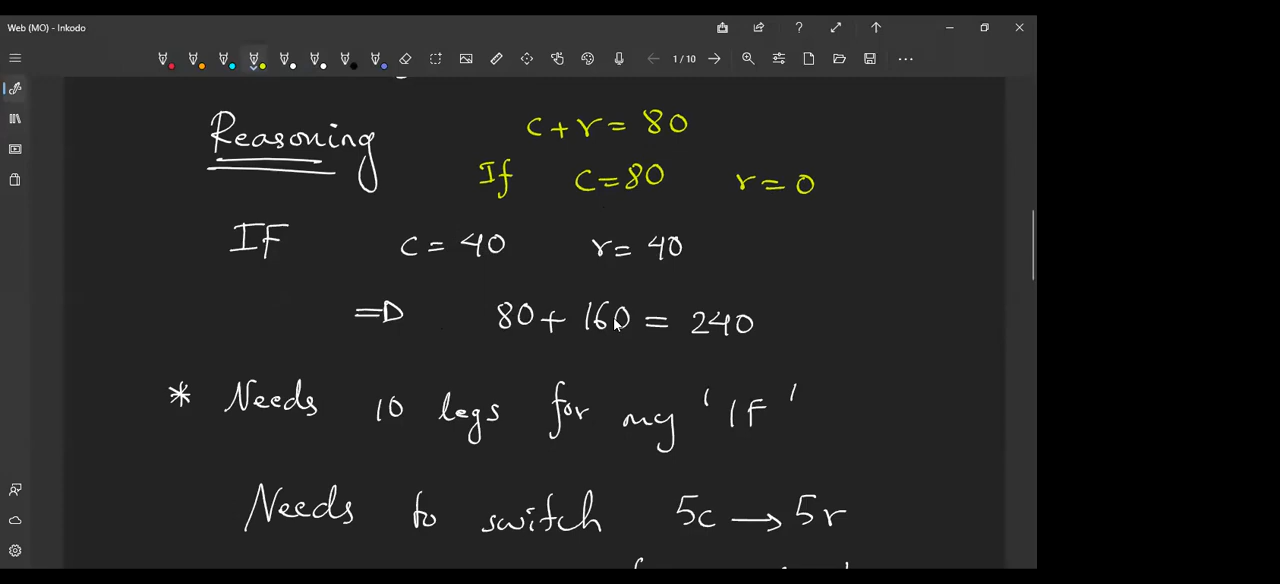 Web (MO) - Inkodo
1 / 10
Reasoning
c + r = 80
If c = 80 r = 0
IF c = 40 r = 40
⇒ 80 + 160 = 240
* Needs 10 legs for my 'IF'
Needs to switch 5c → 5r